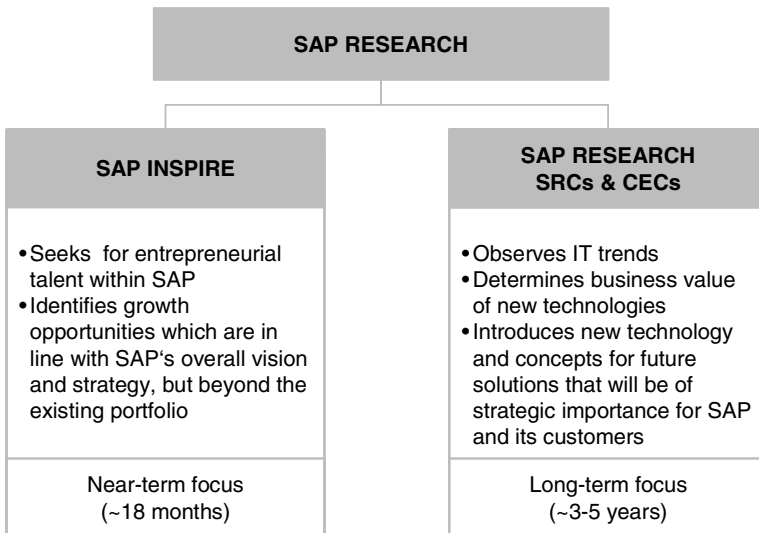 SAP RESEARCH
SAP INSPIRE
•Seeks  for entrepreneurial
talent within SAP
•Identifies growth
opportunities which are in
line with SAP‘s overall vision
and strategy, but beyond the
existing portfolio
Near-term focus
(~18 months)
SAP RESEARCH
SRCs & CECs
•Observes IT trends
•Determines business value
of new technologies
•Introduces new technology
and concepts for future
solutions that will be of
strategic importance for SAP
and its customers
Long-term focus
(~3-5 years)